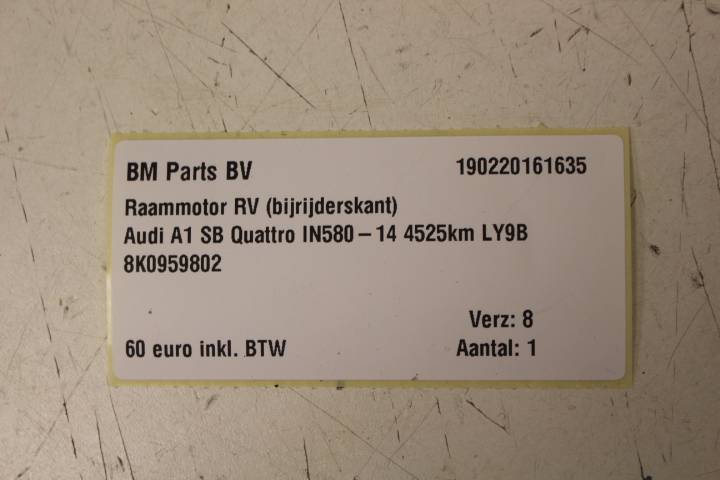 BM Parts BV 190220161635
Raammotor RV (bijrijderskant)
Audi A1 SB Quattro IN580 – 14 4525km LY9B
8K0959802
Verz: 8
60 euro inkl. BTW Aantal: 1